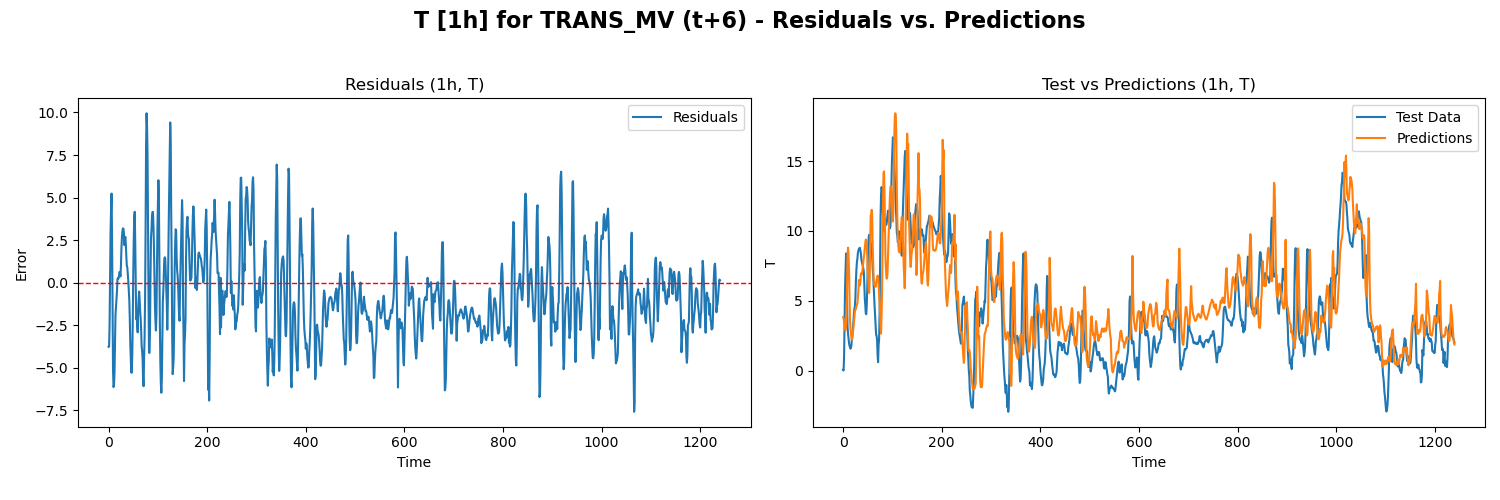 T [1h] for TRANS_MV (t+6) - Residuals vs. Predictions
Residuals (1h, T)
Residuals
10.0
7.5
5.0
2.5
0.0
−2.5
−5.0
−7.5
Error
0 200 400 600 800 1000 1200
Time
Test vs Predictions (1h, T)
Test Data
Predictions
15
10
5
0
T
0 200 400 600 800 1000 1200
Time